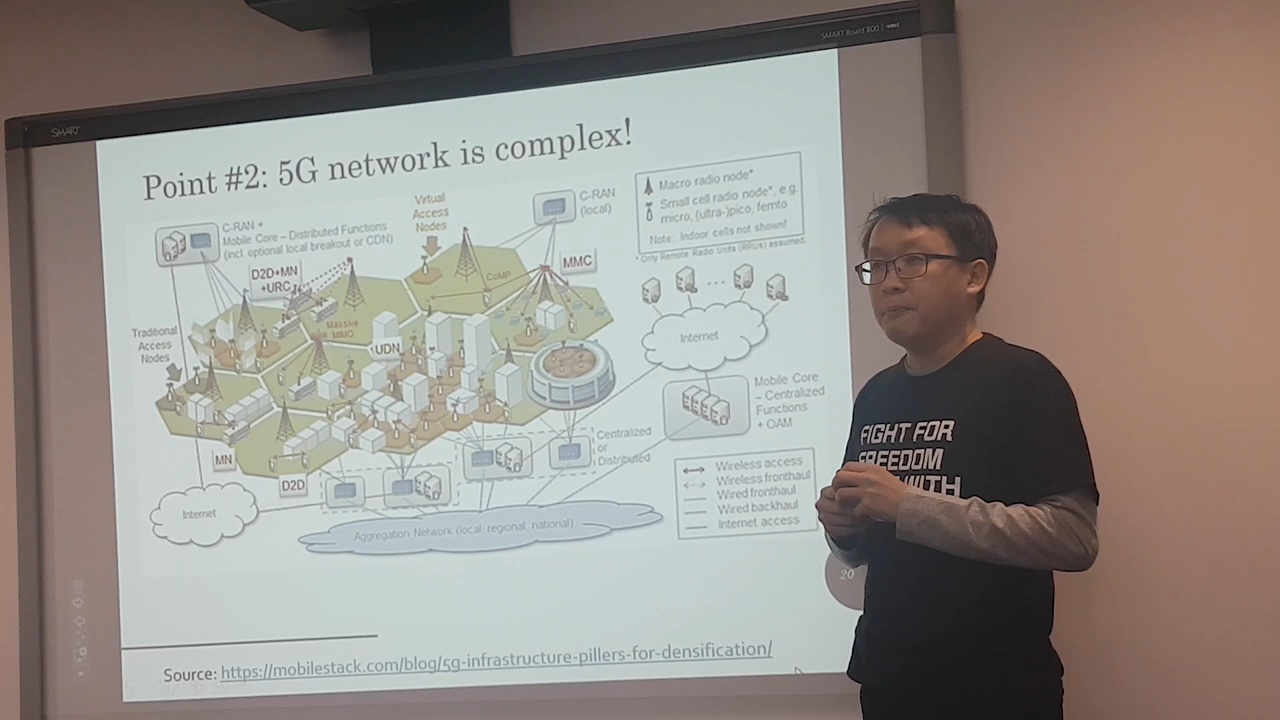 SMART Board 800
SMART
Point #2: 5G network is complex!
C-RAN +
Mobile Core – Distributed Functions
(incl. optional local breakout or CDN)
Virtual
Access
Nodes
C-RAN
(local)
Macro radio node*
Small cell radio node*, e.g.
micro, (ultra-)pico, femto
Note: Indoor cells not shown!
* Only Remote Radio Units (RRUs) assumed.
D2D+MN
+URC
CoMP
MMC
Traditional
Access
Nodes
Massive
MIMO
UDN
Internet
Mobile Core
– Centralized
Functions
+ OAM
Centralized
or
Distributed
MN
D2D
Internet
Aggregation Network (local, regional, national)
Wireless access
Wireless fronthaul
Wired fronthaul
Wired backhaul
Internet access
20
Source: https://mobilestack.com/blog/5g-infrastructure-pillers-for-densification/
FIGHT FOR
FREEDOM
WITH